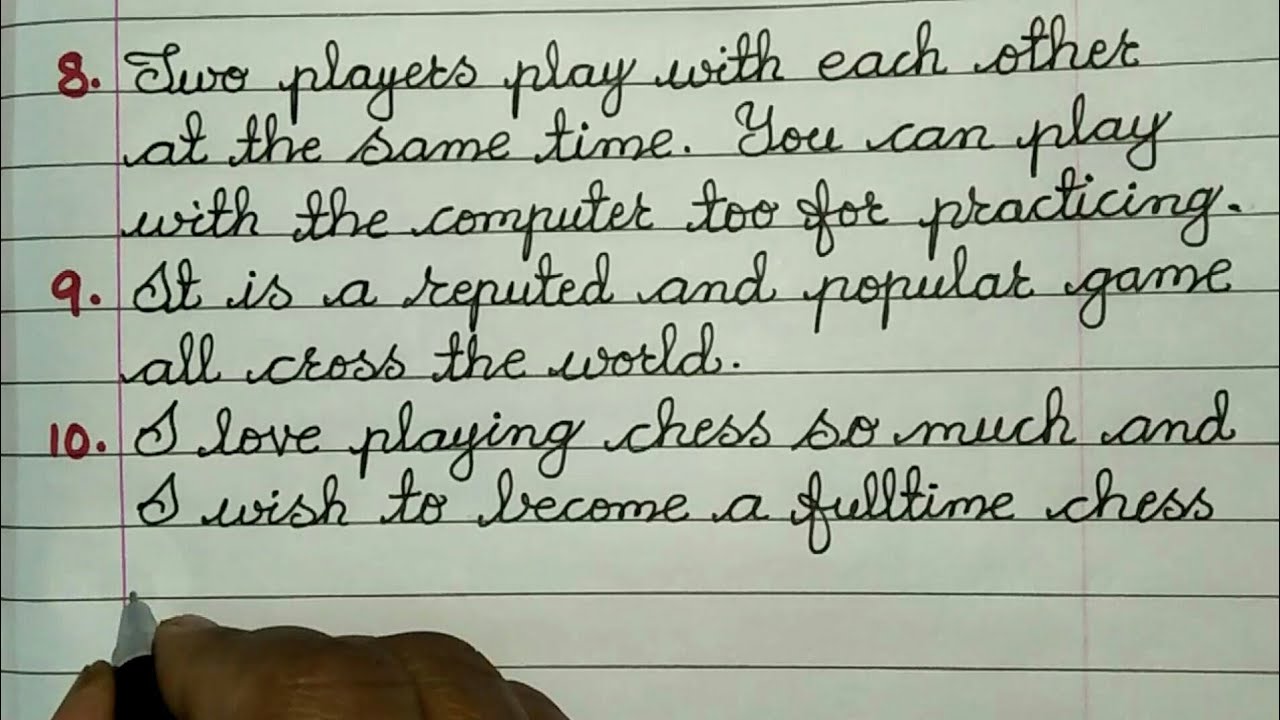 8. Two players play with each other
at the same time. You can play
with the computer too for practicing.
9. It is a reputed and popular game
all cross the world.
10. I love playing chess so much and
I wish to become a fulltime chess